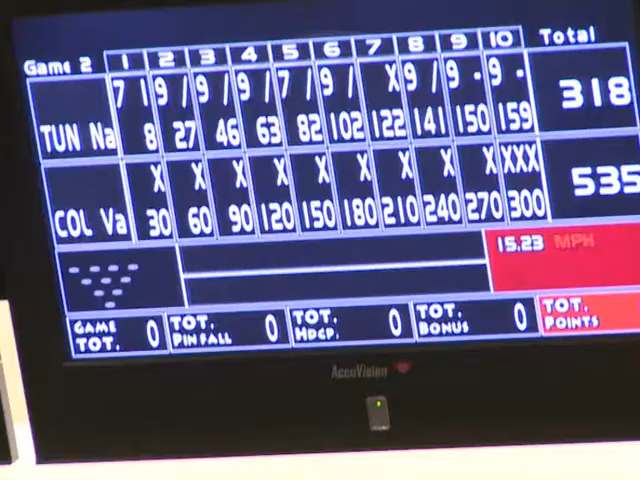 Game 2 1 2 3 4 5 6 7 8 9 10 Total
7 1 9 / 9 / 9 / 7 / 9 / X 9 / 9 - 9 -
TUN Na 8 27 46 63 82 102 122 141 150 159 318
X X X X X X X X X XXX
COL Va 30 60 90 120 150 180 210 240 270 300 535
15.23 MPH
GAME TOT. 0 TOT. PINFALL 0 TOT. HDCP. 0 TOT. BONUS 0 TOT. POINTS
AccuVision